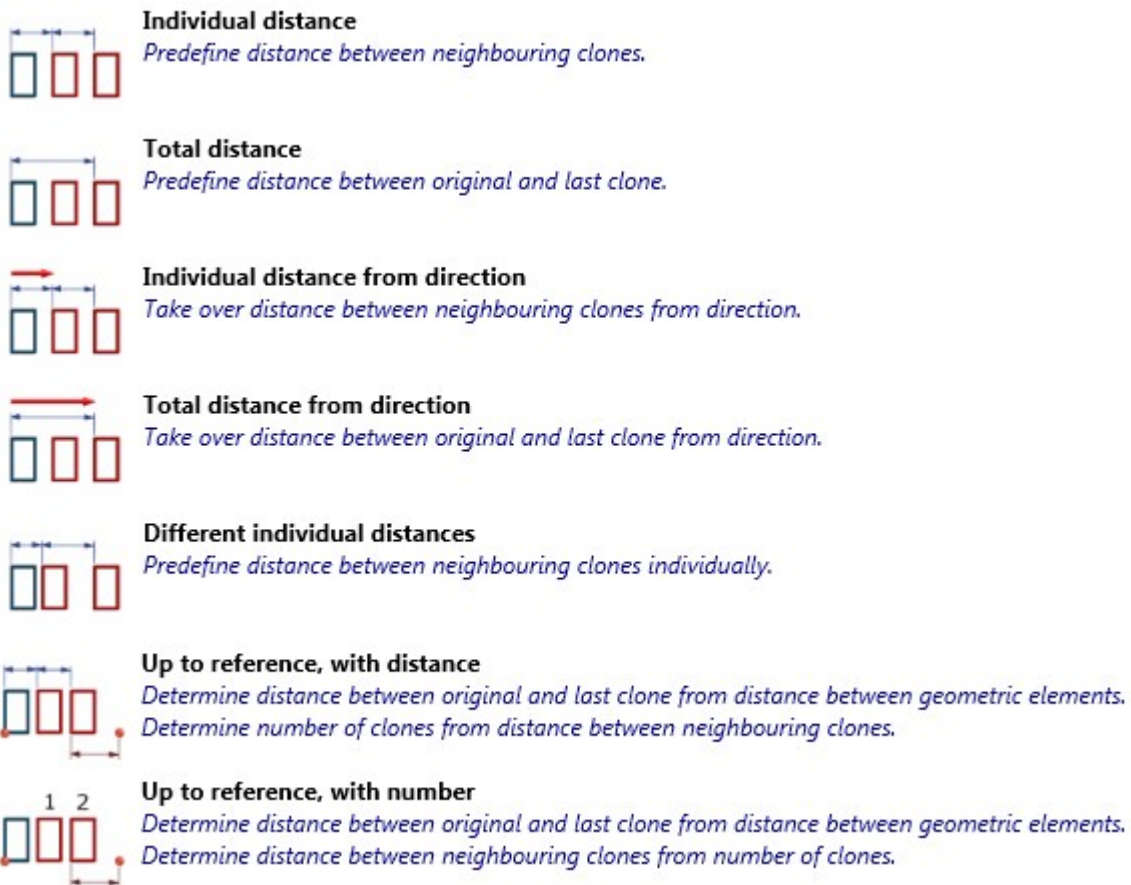 Individual distance
Predefine distance between neighbouring clones.
Total distance
Predefine distance between original and last clone.
Individual distance from direction
Take over distance between neighbouring clones from direction.
Total distance from direction
Take over distance between original and last clone from direction.
Different individual distances
Predefine distance between neighbouring clones individually.
Up to reference, with distance
Determine distance between original and last clone from distance between geometric elements.
Determine number of clones from distance between neighbouring clones.
1 2
Up to reference, with number
Determine distance between original and last clone from distance between geometric elements.
Determine distance between neighbouring clones from number of clones.